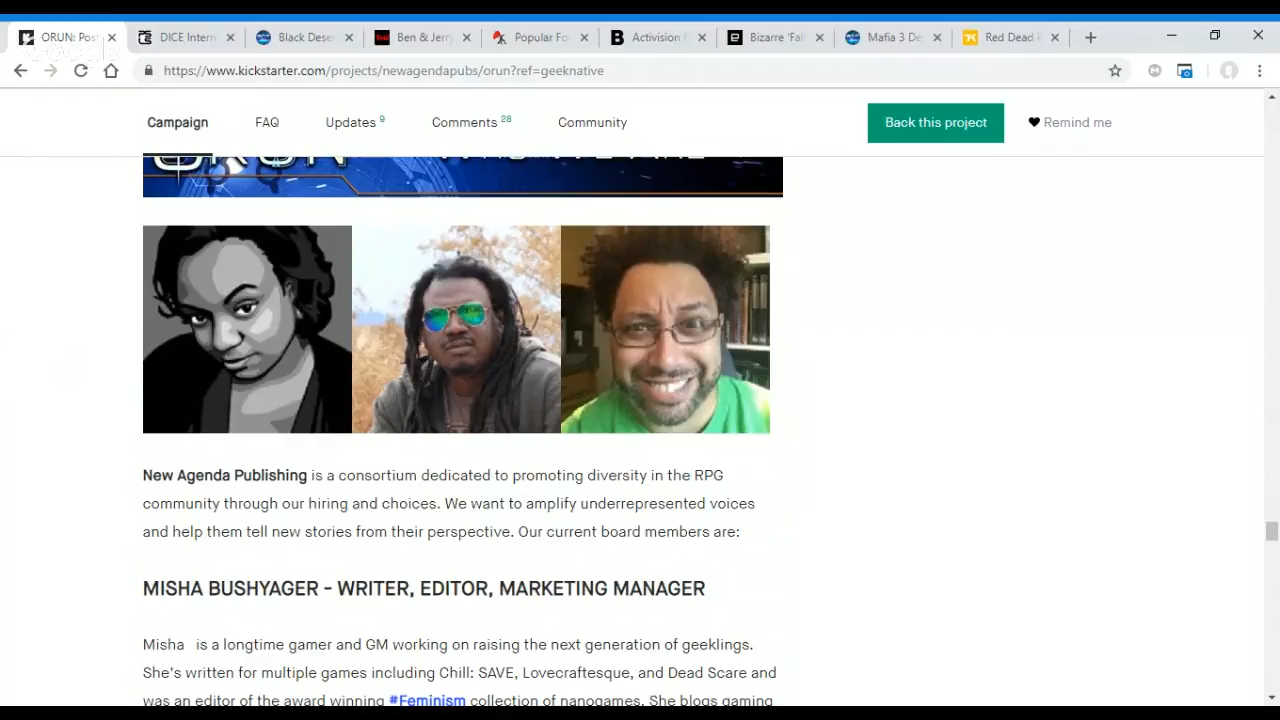 ORUN: Pos
DICE Intern
Black Dese
Ben & Jerry
Popular Fo
Activision
Bizarre 'Fal
Mafia 3 De
Red Dead
https://www.kickstarter.com/projects/newagendapubs/orun?ref=geeknative
Campaign
FAQ
Updates 9
Comments 28
Community
Back this project
Remind me
New Agenda Publishing is a consortium dedicated to promoting diversity in the RPG
community through our hiring and choices. We want to amplify underrepresented voices
and help them tell new stories from their perspective. Our current board members are:
MISHA BUSHYAGER - WRITER, EDITOR, MARKETING MANAGER
Misha is a longtime gamer and GM working on raising the next generation of geeklings.
She's written for multiple games including Chill: SAVE, Lovecraftesque, and Dead Scare and
was an editor of the award winning #Feminism collection of nanogames. She blogs gaming